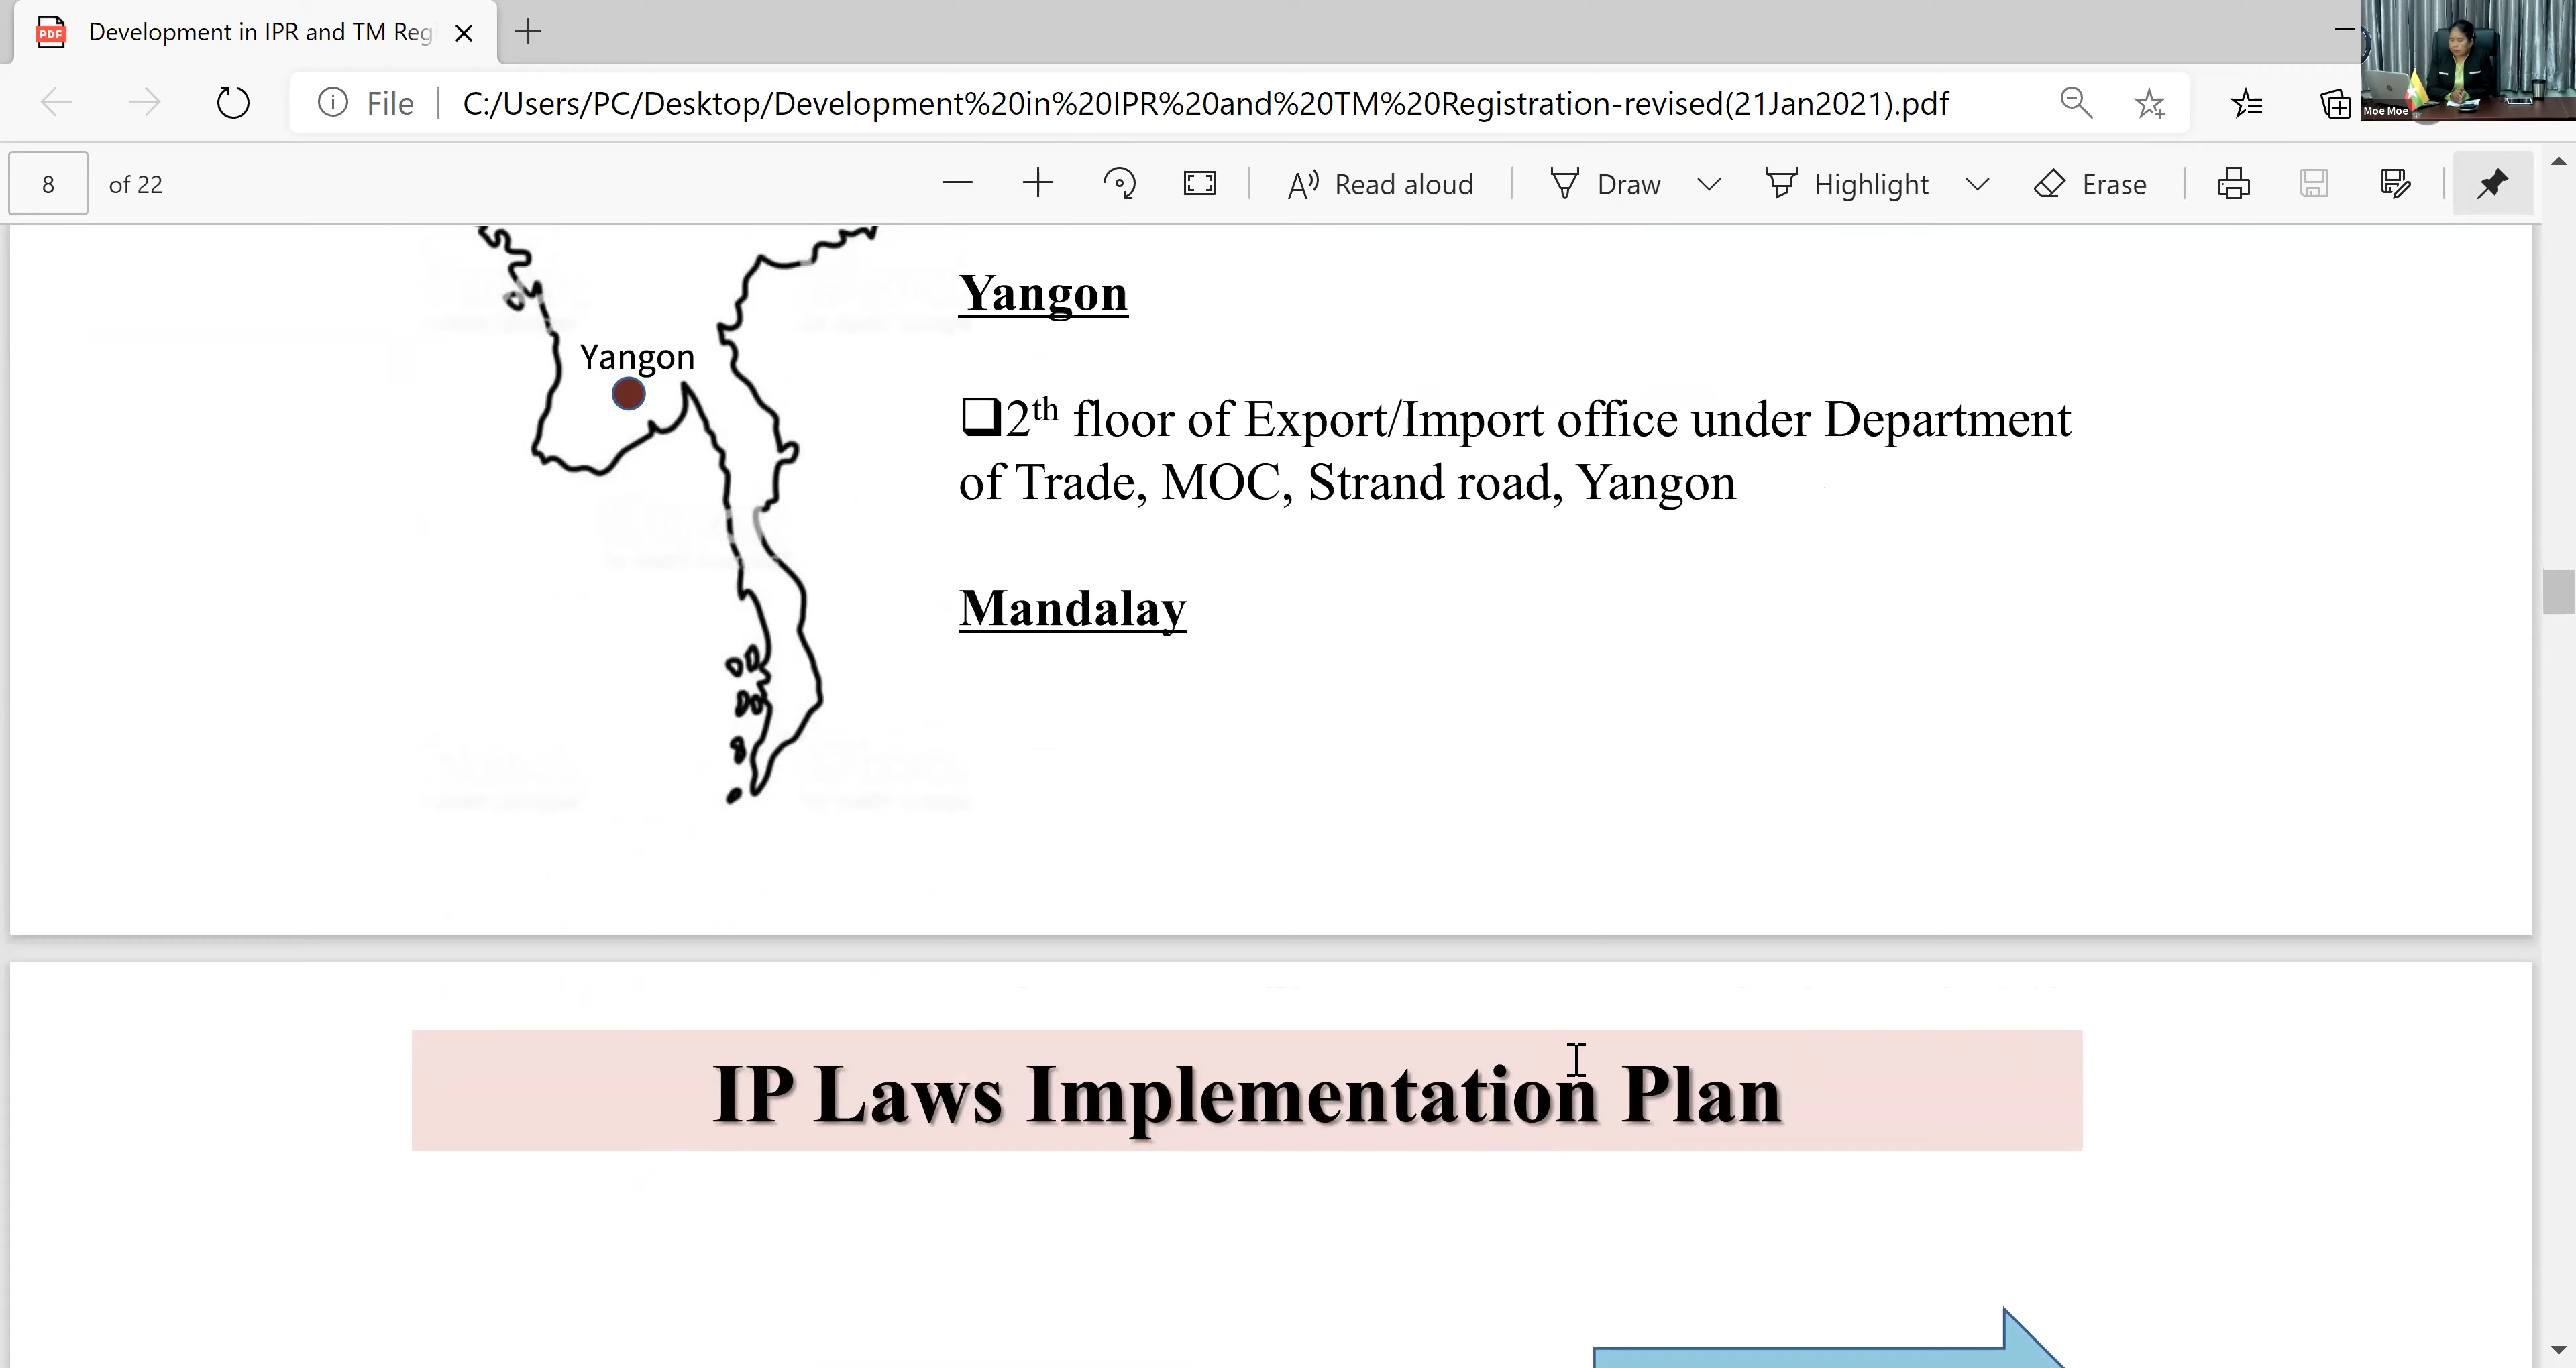 PDF Development in IPR and TM Reg
File C:/Users/PC/Desktop/Development%20in%20IPR%20and%20TM%20Registration-revised(21Jan2021).pdf
Moe Moe
8 of 22 Read aloud Draw Highlight Erase
Yangon
Yangon
❑2th floor of Export/Import office under Department
of Trade, MOC, Strand road, Yangon
Mandalay
IP Laws Implementation Plan